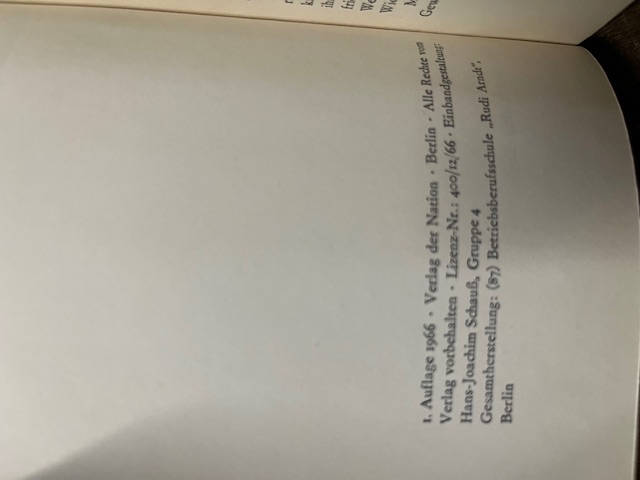 1. Auflage 1966 · Verlag der Nation · Berlin · Alle Rechte vom
Verlag vorbehalten · Lizenz-Nr.: 400/12/66 · Einbandgestaltung:
Hans-Joachim Schauß, Gruppe 4
Gesamtherstellung: (87) Betriebsberufsschule „Rudi Arndt“,
Berlin